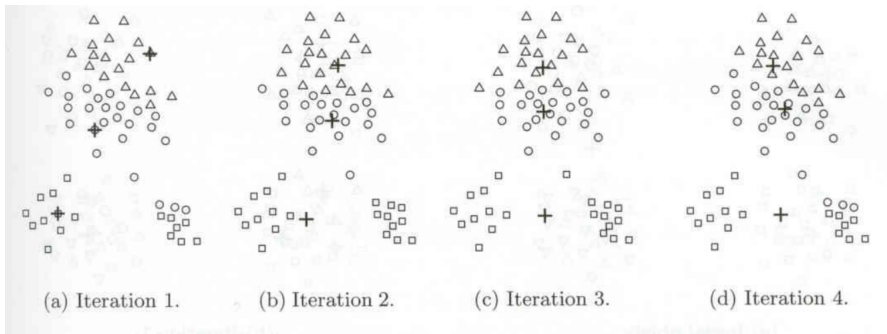 (a) Iteration 1.
(b) Iteration 2.
(c) Iteration 3.
(d) Iteration 4.